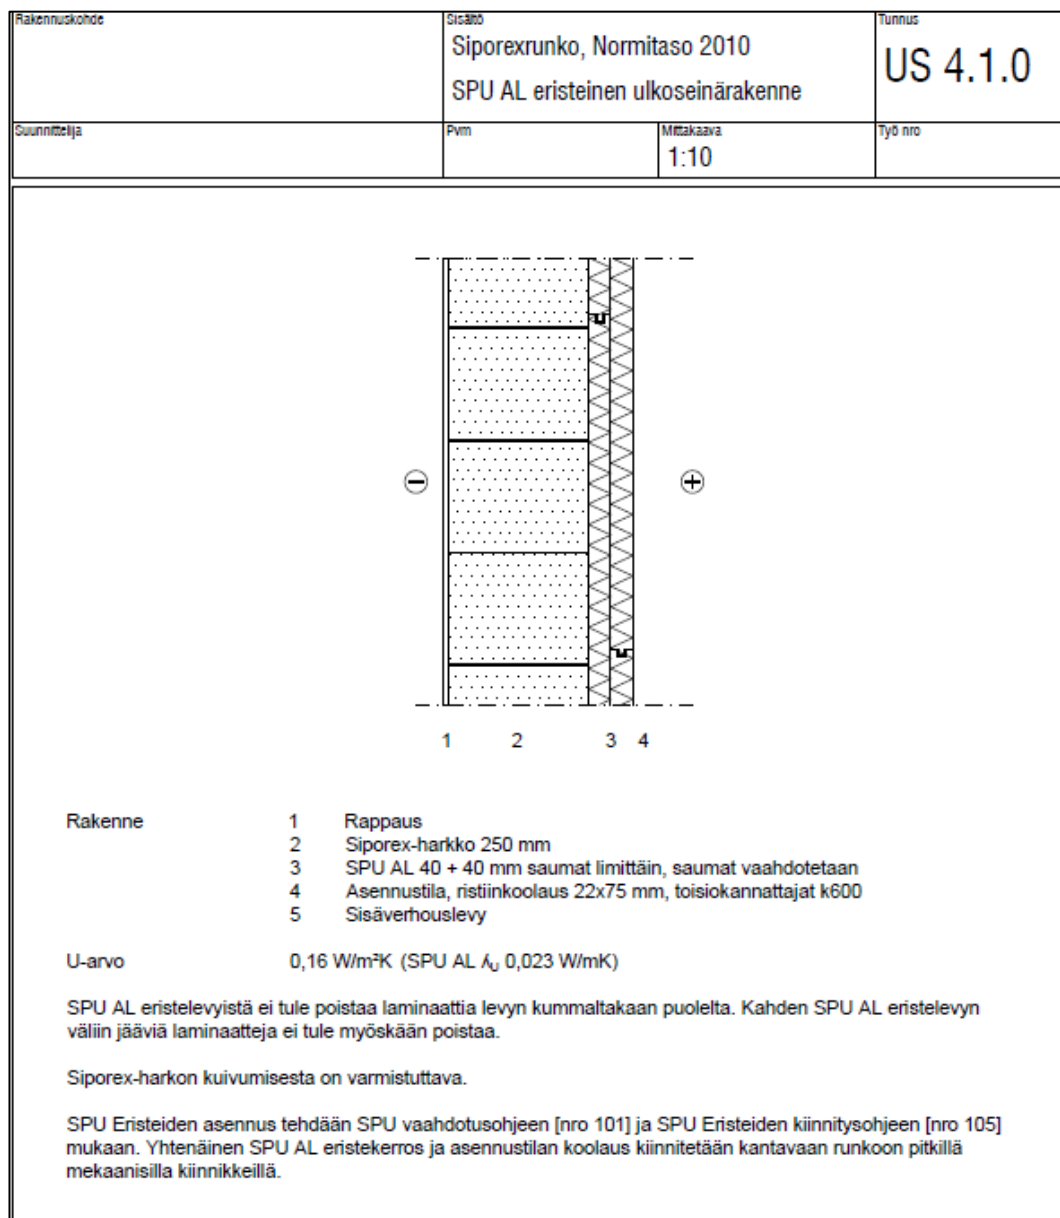 Rakennuskohde
Sisältö
Siporexrunko, Normitaso 2010
SPU AL eristeinen ulkoseinärakenne
Tunnus
US 4.1.0
Suunnittelija
Pvm
Mittakaava
1:10
Työ nro
1 2 3 4
Rakenne 1 Rappaus
2 Siporex-harkko 250 mm
3 SPU AL 40 + 40 mm saumat limittäin, saumat vaahdotetaan
4 Asennustila, ristiinkoolaus 22x75 mm, toisiokannattajat k600
5 Sisäverhouslevy
U-arvo 0,16 W/m²K (SPU AL λU 0,023 W/mK)
SPU AL eristelevyistä ei tule poistaa laminaattia levyn kummaltakaan puolelta. Kahden SPU AL eristelevyn
väliin jääviä laminaatteja ei tule myöskään poistaa.
Siporex-harkon kuivumisesta on varmistuttava.
SPU Eristeiden asennus tehdään SPU vaahdotusohjeen [nro 101] ja SPU Eristeiden kiinnitysohjeen [nro 105]
mukaan. Yhtenäinen SPU AL eristekerros ja asennustilan koolaus kiinnitetään kantavaan runkoon pitkillä
mekaanisilla kiinnikkeillä.